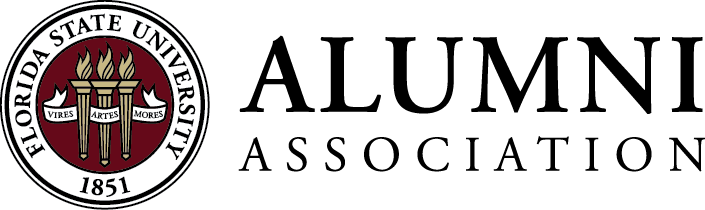 FLORIDA STATE UNIVERSITY
VIRES ARTES MORES
1851
ALUMNI
ASSOCIATION